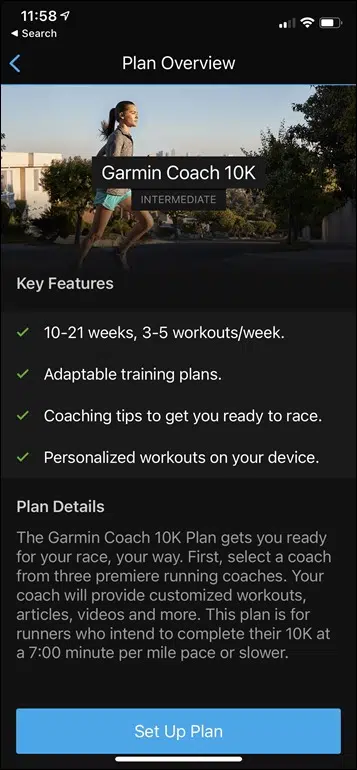 11:58
Search
Plan Overview
Garmin Coach 10K
INTERMEDIATE
Key Features
10-21 weeks, 3-5 workouts/week.
Adaptable training plans.
Coaching tips to get you ready to race.
Personalized workouts on your device.
Plan Details
The Garmin Coach 10K Plan gets you ready
for your race, your way. First, select a coach
from three premiere running coaches. Your
coach will provide customized workouts,
articles, videos and more. This plan is for
runners who intend to complete their 10K at
a 7:00 minute per mile pace or slower.
Set Up Plan